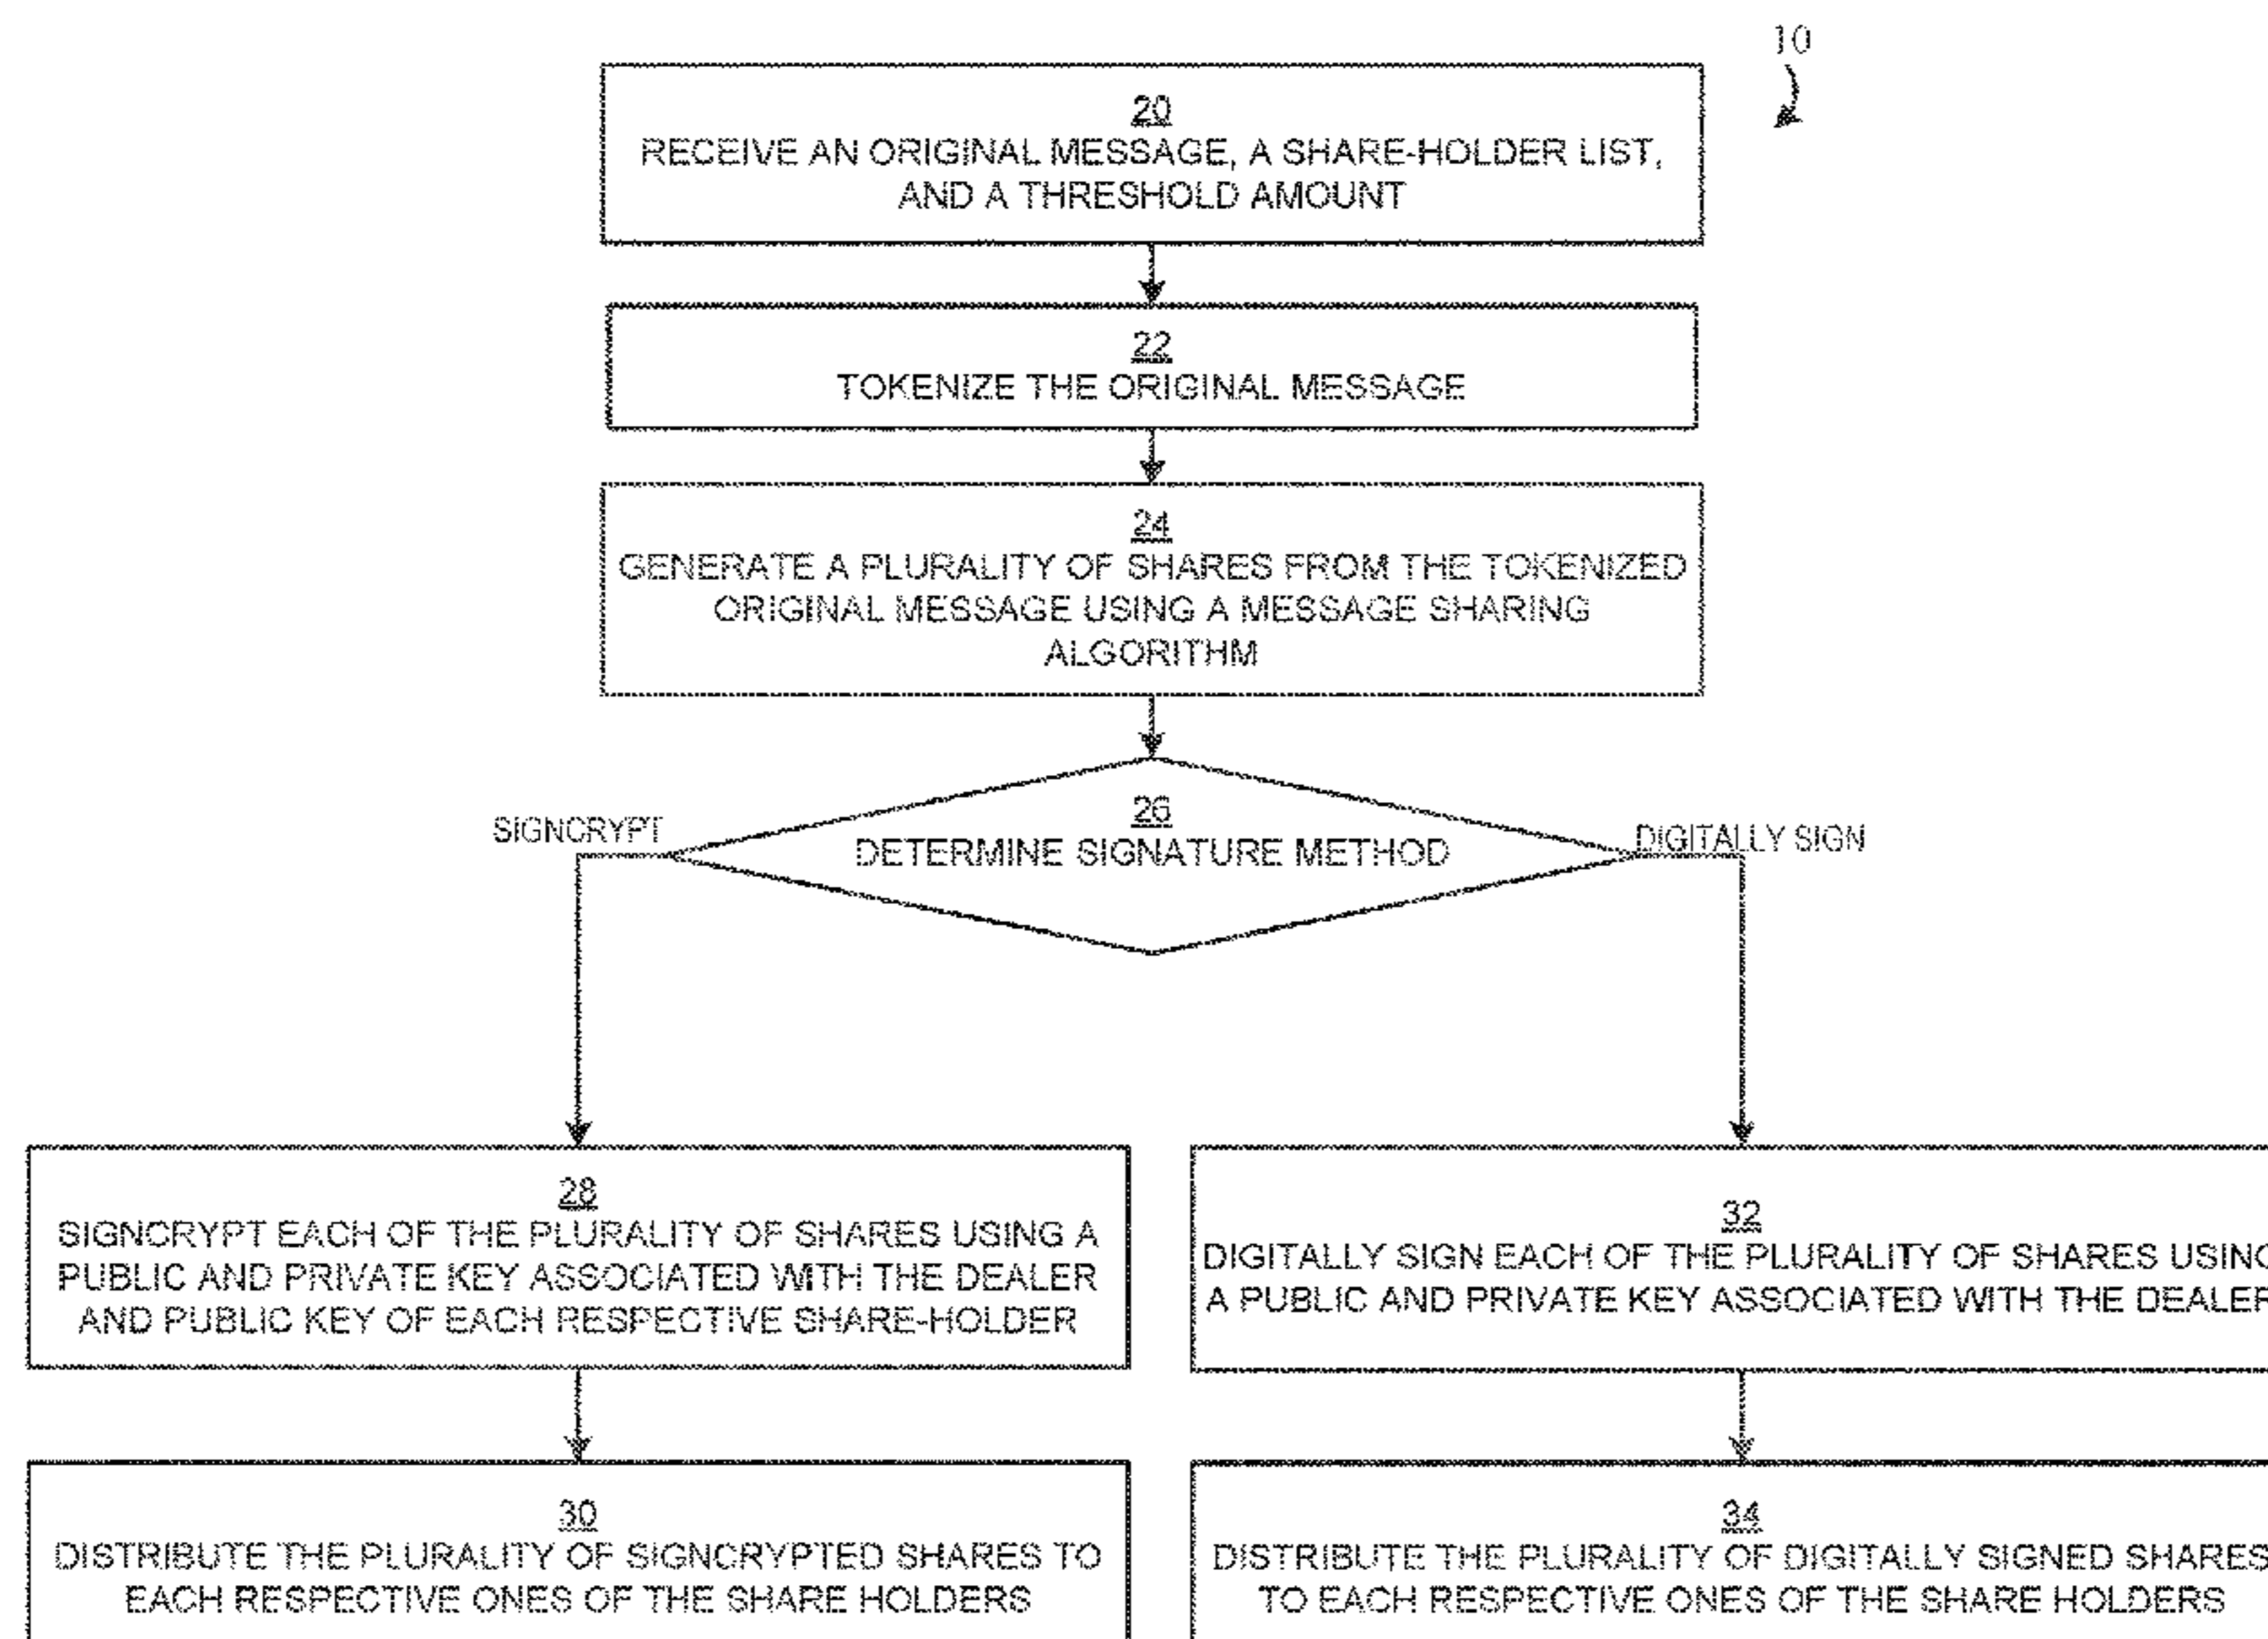 10
20
RECEIVE AN ORIGINAL MESSAGE, A SHARE-HOLDER LIST,
AND A THRESHOLD AMOUNT
22
TOKENIZE THE ORIGINAL MESSAGE
24
GENERATE A PLURALITY OF SHARES FROM THE TOKENIZED
ORIGINAL MESSAGE USING A MESSAGE SHARING
ALGORITHM
26
DETERMINE SIGNATURE METHOD
SIGNCRYPT
DIGITALLY SIGN
28
SIGNCRYPT EACH OF THE PLURALITY OF SHARES USING A
PUBLIC AND PRIVATE KEY ASSOCIATED WITH THE DEALER
AND PUBLIC KEY OF EACH RESPECTIVE SHARE-HOLDER
32
DIGITALLY SIGN EACH OF THE PLURALITY OF SHARES USING
A PUBLIC AND PRIVATE KEY ASSOCIATED WITH THE DEALER
30
DISTRIBUTE THE PLURALITY OF SIGNCRYPTED SHARES TO
EACH RESPECTIVE ONES OF THE SHARE HOLDERS
34
DISTRIBUTE THE PLURALITY OF DIGITALLY SIGNED SHARES
TO EACH RESPECTIVE ONES OF THE SHARE HOLDERS